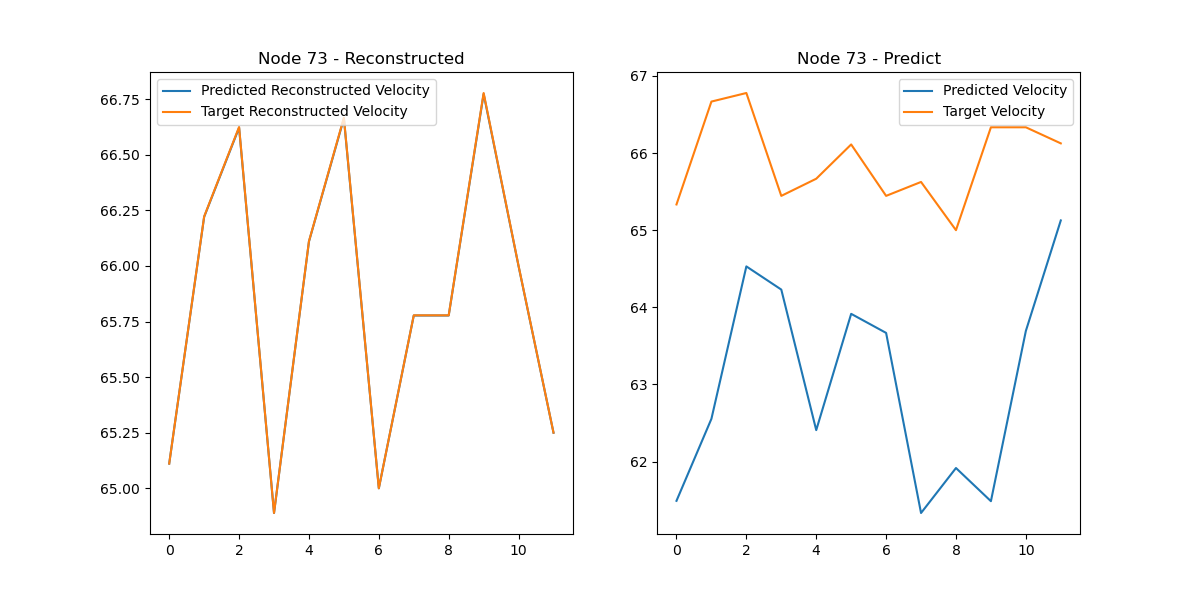 Node 73 - Reconstructed
Predicted Reconstructed Velocity
Target Reconstructed Velocity
66.75
66.50
66.25
66.00
65.75
65.50
65.25
65.00
0 2 4 6 8 10
Node 73 - Predict
Predicted Velocity
Target Velocity
67
66
65
64
63
62
0 2 4 6 8 10